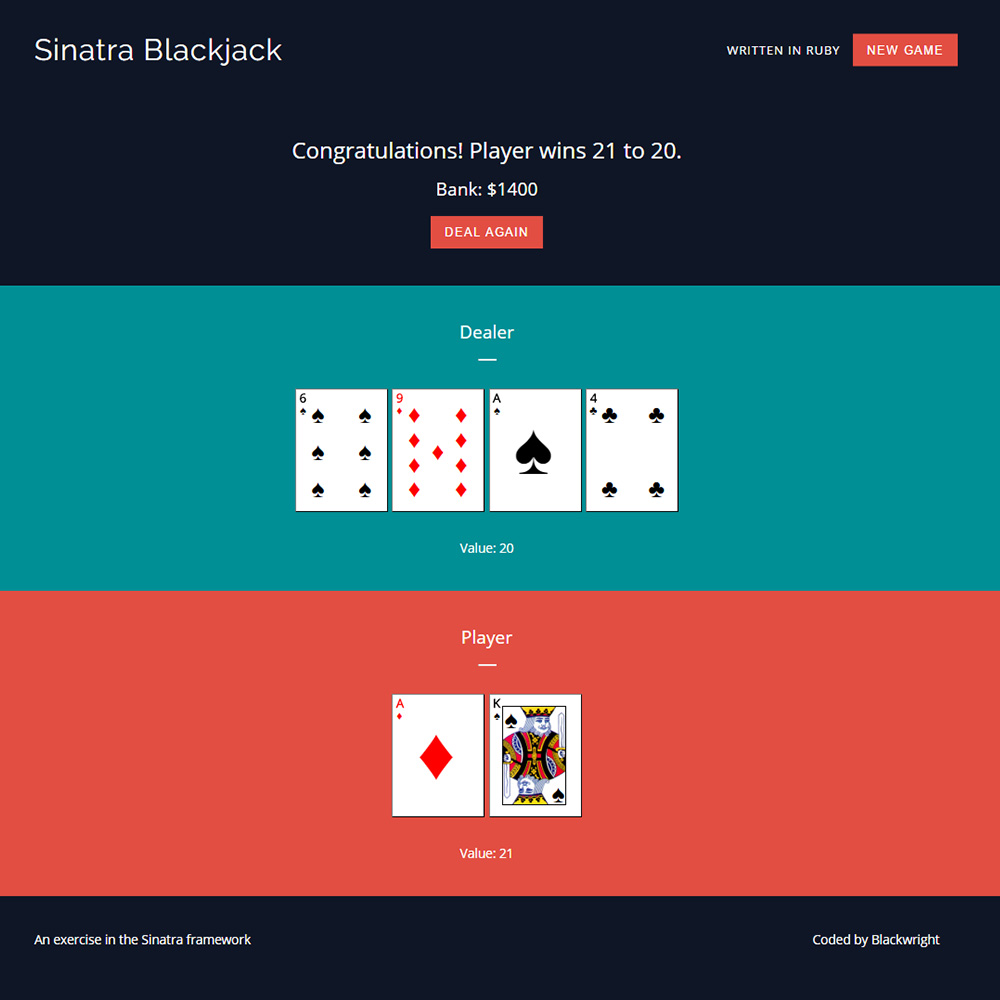 Sinatra Blackjack
WRITTEN IN RUBY
NEW GAME
Congratulations! Player wins 21 to 20.
Bank: $1400
DEAL AGAIN
Dealer
6
9
A
4
Value: 20
Player
A
K
Value: 21
An exercise in the Sinatra framework
Coded by Blackwright